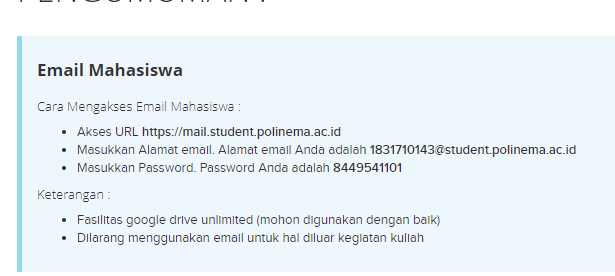 PENGUMUMAN :
Email Mahasiswa
Cara Mengakses Email Mahasiswa :
Akses URL https://mail.student.polinema.ac.id
Masukkan Alamat email. Alamat email Anda adalah 1831710143@student.polinema.ac.id
Masukkan Password. Password Anda adalah 8449541101
Keterangan :
Fasilitas google drive unlimited (mohon digunakan dengan baik)
Dilarang menggunakan email untuk hal diluar kegiatan kuliah